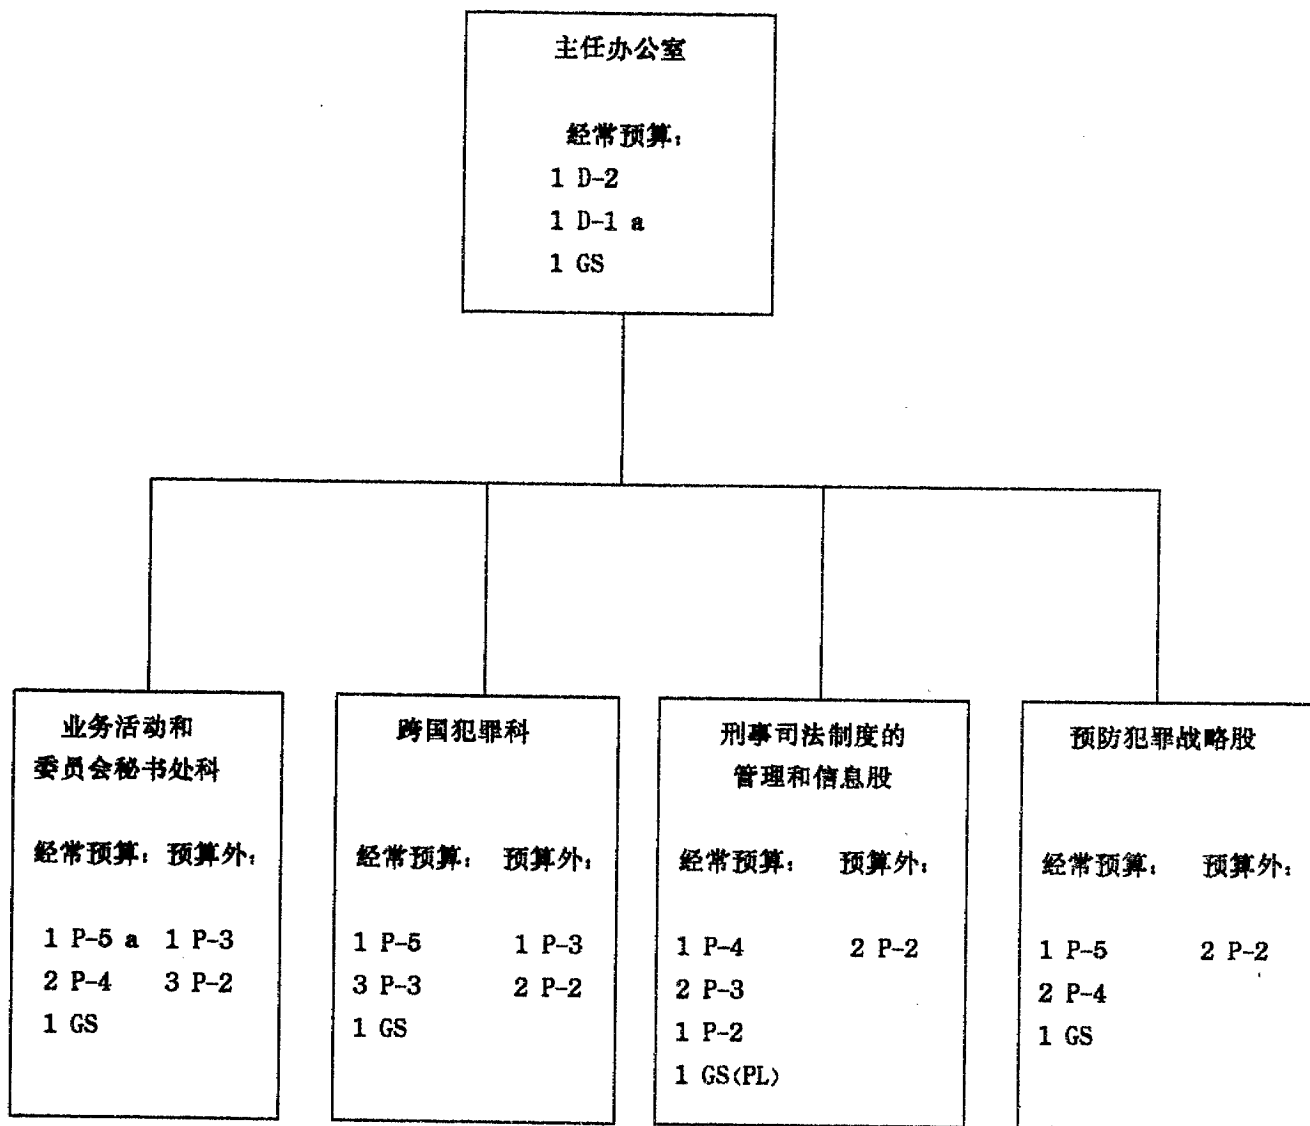 主任办公室
经常预算：
1 D-2
1 D-1 a
1 GS
业务活动和
委员会秘书处科
经常预算： 预算外：
1 P-5 a 1 P-3
2 P-4 3 P-2
1 GS
跨国犯罪科
经常预算： 预算外：
1 P-5 1 P-3
3 P-3 2 P-2
1 GS
刑事司法制度的
管理和信息股
经常预算： 预算外：
1 P-4 2 P-2
2 P-3
1 P-2
1 GS(PL)
预防犯罪战略股
经常预算： 预算外：
1 P-5 2 P-2
2 P-4
1 GS